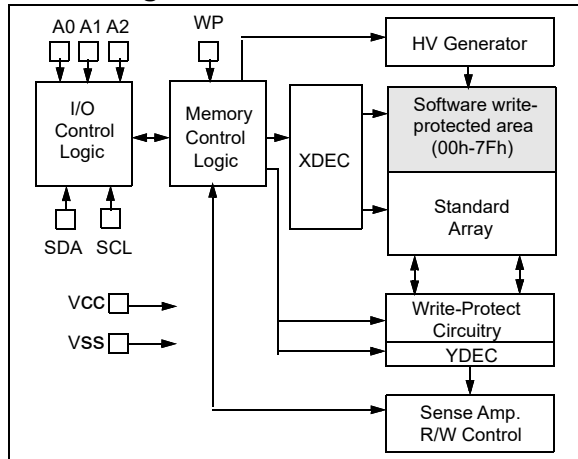 A0 A1 A2
WP
HV Generator
I/O
Control
Logic
Memory
Control
Logic
XDEC
Software write-
protected area
(00h-7Fh)
Standard
Array
SDA SCL
VCC
VSS
Write-Protect
Circuitry
YDEC
Sense Amp.
R/W Control